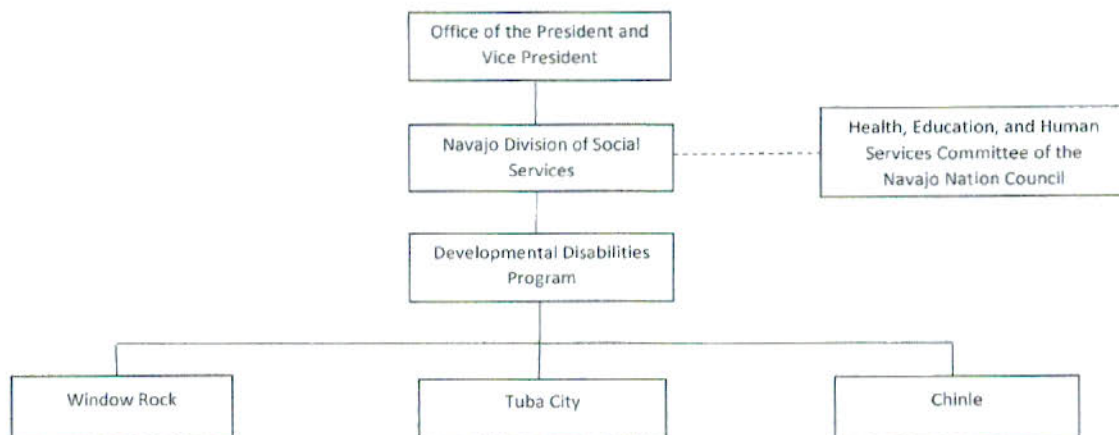 Office of the President and
Vice President
Navajo Division of Social
Services
Health, Education, and Human
Services Committee of the
Navajo Nation Council
Developmental Disabilities
Program
Window Rock
Tuba City
Chinle